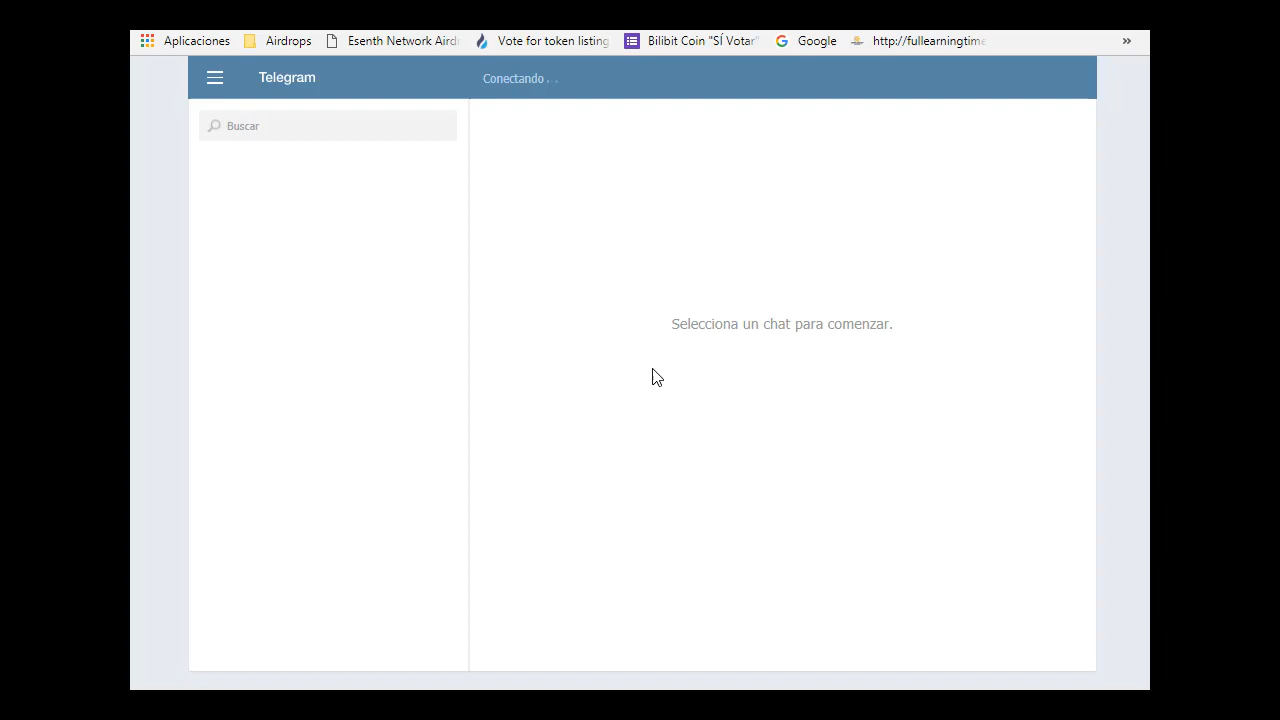 Aplicaciones Airdrops Esenth Network Airdr Vote for token listing Bilibit Coin "SÍ Votar" Google http://fullearningtime »
Telegram Conectando . .
Buscar
Selecciona un chat para comenzar.